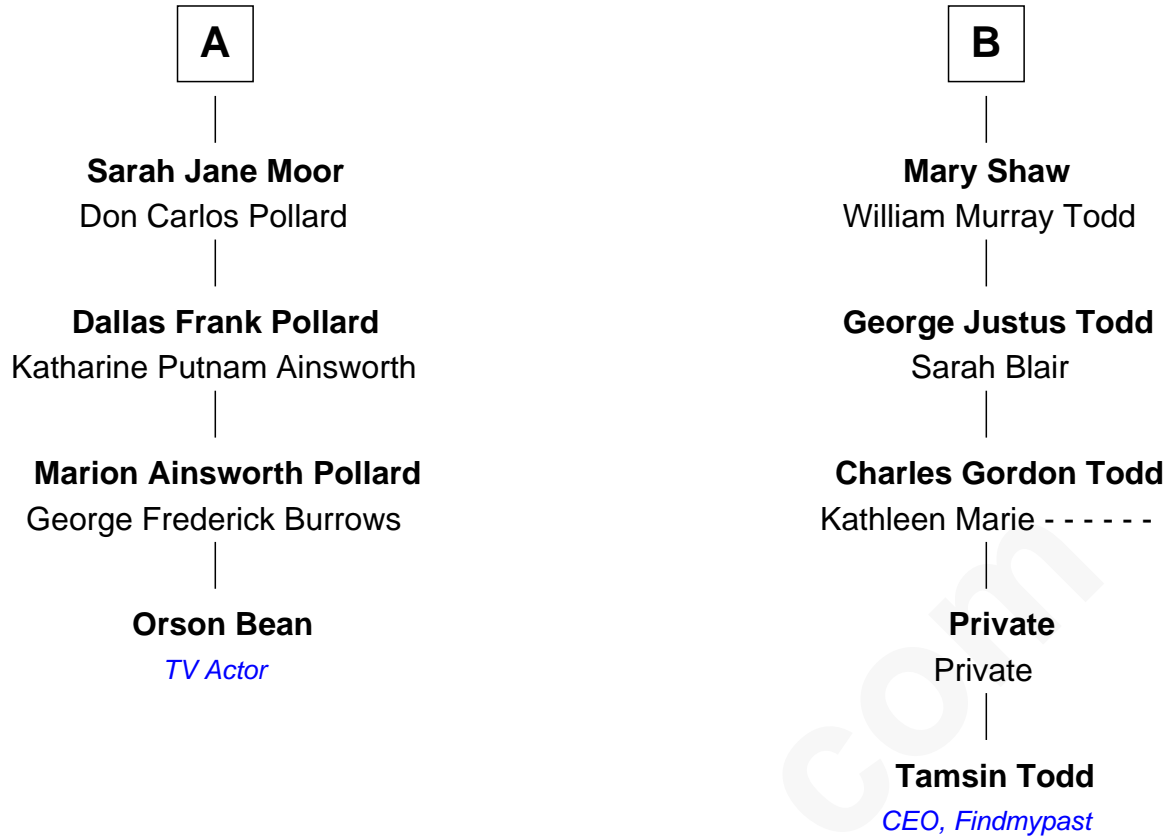 A
Sarah Jane Moor
Don Carlos Pollard
Dallas Frank Pollard
Katharine Putnam Ainsworth
Marion Ainsworth Pollard
George Frederick Burrows
Orson Bean
TV Actor
B
Mary Shaw
William Murray Todd
George Justus Todd
Sarah Blair
Charles Gordon Todd
Kathleen Marie - - - - - -
Private
Private
Tamsin Todd
CEO, Findmypast
com